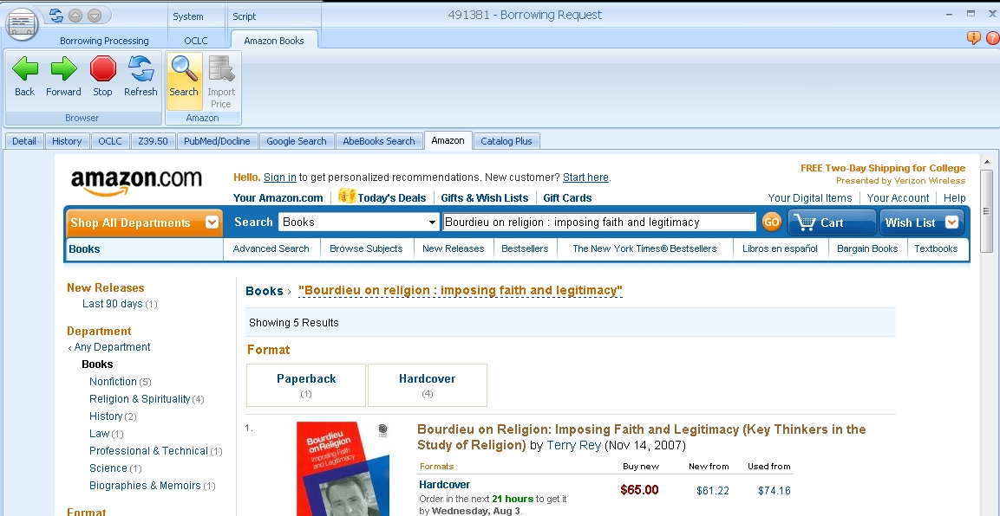 491381 - Borrowing Request
System
Script
Borrowing Processing
OCLC
Amazon Books
Back
Forward
Stop
Refresh
Search
Import
Price
Browser
Amazon
Detail
History
OCLC
Z39.50
PubMed/Docline
Google Search
AbeBooks Search
Amazon
Catalog Plus
amazon.com
Hello. Sign in to get personalized recommendations. New customer? Start here.
FREE Two-Day Shipping for College
Presented by Verizon Wireless
Your Amazon.com
Today's Deals
Gifts & Wish Lists
Gift Cards
Your Digital Items
Your Account
Help
Shop All Departments
Search
Books
Bourdieu on religion : imposing faith and legitimacy
GO
Cart
Wish List
Books
Advanced Search
Browse Subjects
New Releases
Bestsellers
The New York Times® Bestsellers
Libros en español
Bargain Books
Textbooks
New Releases
Last 90 days (1)
Department
‹ Any Department
Books
Nonfiction (5)
Religion & Spirituality (4)
History (2)
Law (1)
Professional & Technical (1)
Science (1)
Biographies & Memoirs (1)
Format
Books › "Bourdieu on religion : imposing faith and legitimacy"
Showing 5 Results
Format
Paperback
(1)
Hardcover
(4)
1.
Bourdieu
on Religion
Imposing Faith
and Legitimacy
Bourdieu on Religion: Imposing Faith and Legitimacy (Key Thinkers in the
Study of Religion) by Terry Rey (Nov 14, 2007)
Formats
Buy new
New from
Used from
Hardcover
$65.00
$61.22
$74.16
Order in the next 21 hours to get it
by Wednesday, Aug 3.